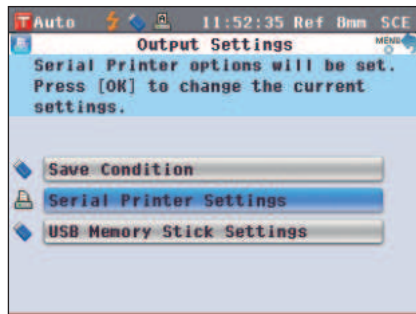 TAuto 11:52:35 Ref 8mm SCE
Output Settings MENU
Serial Printer options will be set.
Press [OK] to change the current
settings.
Save Condition
Serial Printer Settings
USB Memory Stick Settings